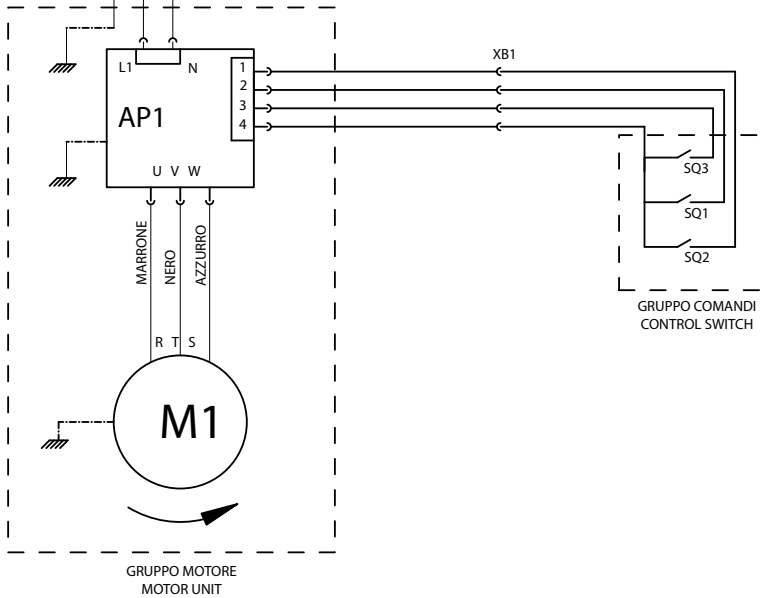 XB1
L1
N
1
2
3
4
AP1
U V W
SQ3
SQ1
SQ2
MARRONE
NERO
AZZURRO
GRUPPO COMANDI
CONTROL SWITCH
R T S
M1
GRUPPO MOTORE
MOTOR UNIT